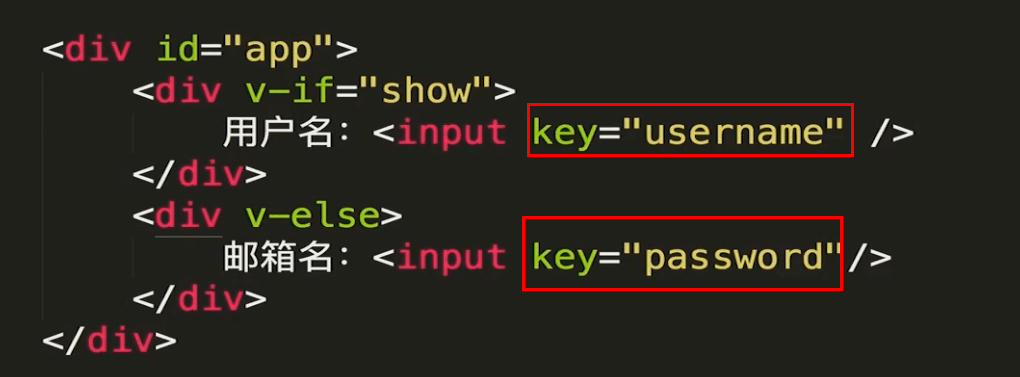 <div id="app">
<div v-if="show">
用户名：<input key="username" />
</div>
<div v-else>
邮箱名：<input key="password"/>
</div>
</div>